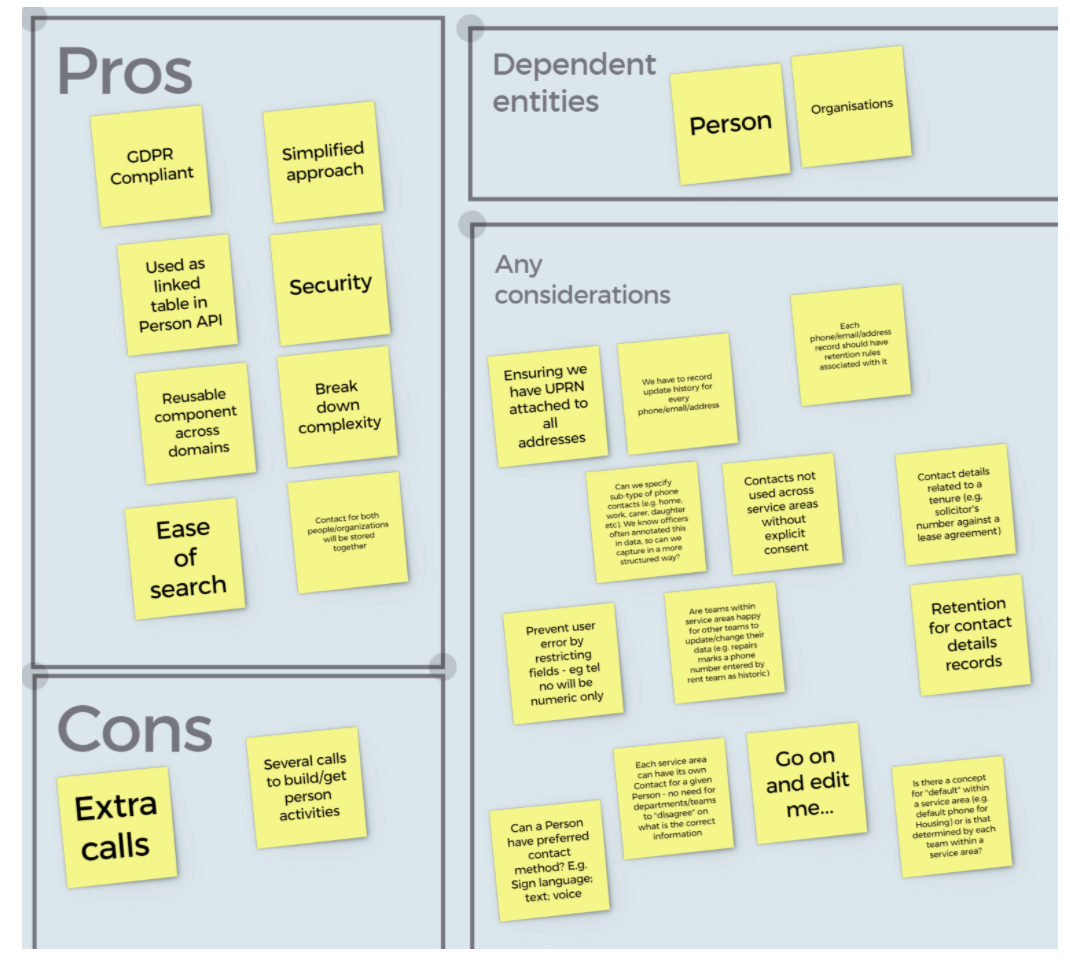 Pros
GDPR
Compliant
Simplified
approach
Used as
linked
table in
Person API
Security
Reusable
component
across
domains
Break
down
complexity
Ease
of
search
Contact for both
people/organizations
will be stored
together
Cons
Extra
calls
Several calls
to build/get
person
activities
Dependent
entities
Person
Organisations
Any
considerations
Ensuring we
have UPRN
attached to
all
addresses
We have to record
update history for
every
phone/email/address
Each
phone/email/address
record should have
retention rules
associated with it
Can we specify
sub-type of phone
contacts (e.g. home,
work, carer, daughter
etc). We know officers
often annotated this
in data, so can we
capture in a more
structured way?
Contacts not
used across
service areas
without
explicit
consent
Contact details
related to a
tenure (e.g.
solicitor's
number against a
lease agreement)
Prevent user
error by
restricting
fields - eg tel
no will be
numeric only
Are teams within
service areas happy
for other teams to
update/change their
data (e.g. repairs
marks a phone
number entered by
rent team as historic)
Retention
for contact
details
records
Can a Person
have preferred
contact
method? E.g.
Sign language;
text; voice
Each service area
can have its own
Contact for a given
Person - no need for
departments/teams
to "disagree" on
what is the correct
information
Go on
and edit
me...
Is there a concept
for "default" within
a service area (e.g.
default phone for
Housing) or is that
determined by each
team within a
service area?